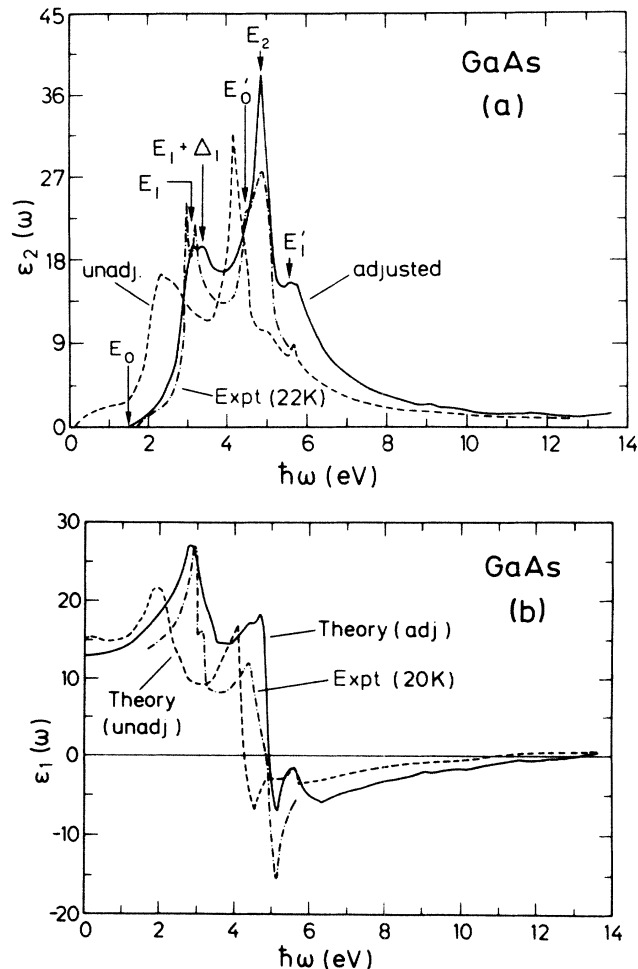 45
36
27
18
9
0
ε₂ (ω)
E₂
GaAs
(a)
E₀′
E₁ + Δ₁
E₁
E₁′
unadj.
adjusted
E₀
Expt (22K)
2 4 6 8 10 12 14
ħω (eV)
30
20
10
0
-10
-20
ε₁ (ω)
GaAs
(b)
Theory (adj)
Expt (20K)
Theory
(unadj)
0 2 4 6 8 10 12 14
ħω (eV)